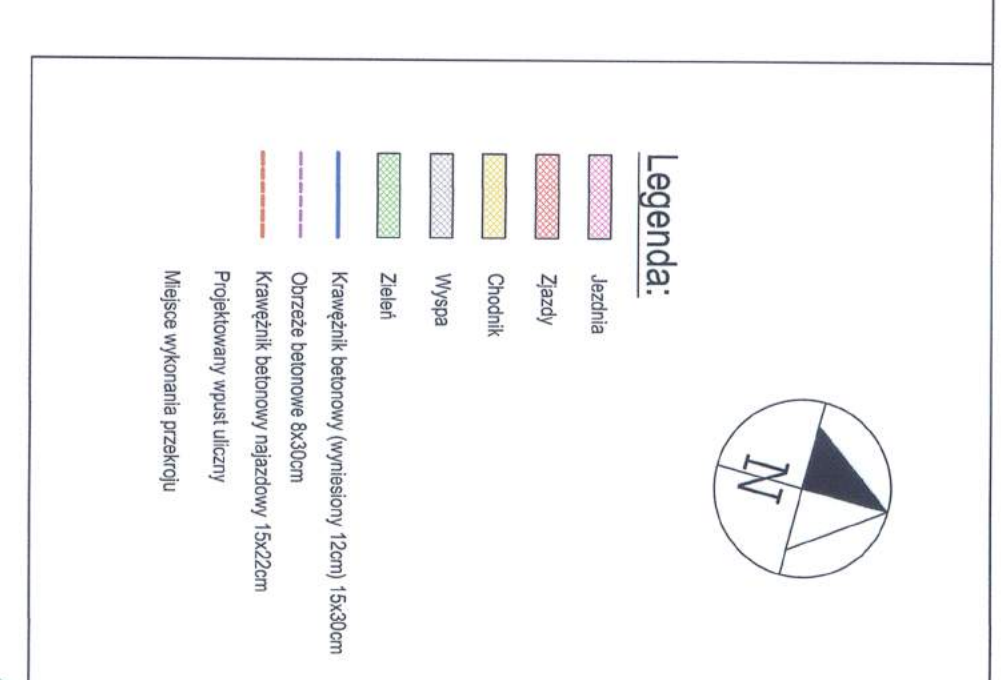 N
Legenda:
Jezdnia
Zjazdy
Chodnik
Wyspa
Zieleń
Krawężnik betonowy (wyniesiony 12cm) 15x30cm
Obrzeże betonowe 8x30cm
Krawężnik betonowy najazdowy 15x22cm
Projektowany wpust uliczny
Miejsce wykonania przekroju